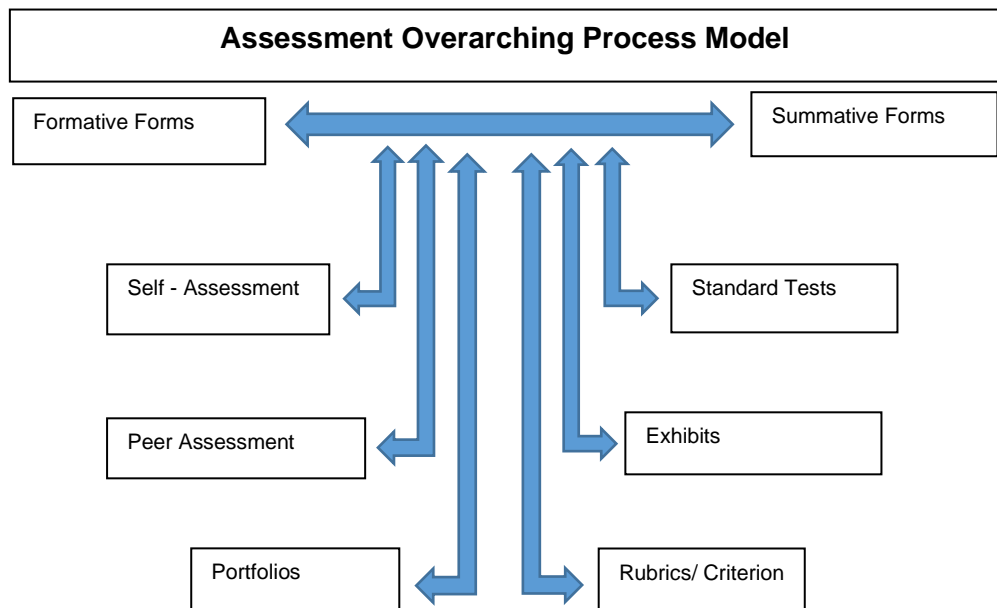 Assessment Overarching Process Model
Formative Forms
Summative Forms
Self - Assessment
Standard Tests
Peer Assessment
Exhibits
Portfolios
Rubrics/ Criterion